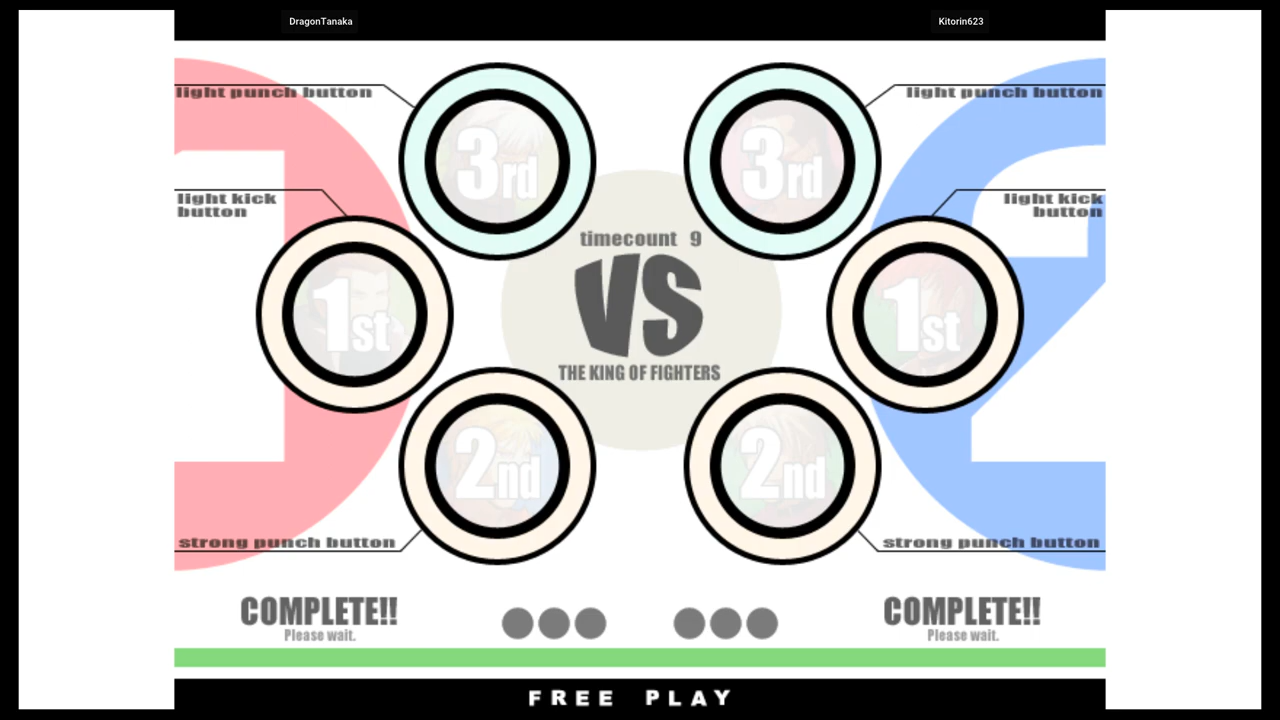 DragonTanaka
Kitorin623
light punch button
light punch button
3rd
3rd
light kick
button
light kick
button
timecount 9
VS
THE KING OF FIGHTERS
1st
1st
2nd
2nd
strong punch button
strong punch button
COMPLETE!!
Please wait.
COMPLETE!!
Please wait.
FREE PLAY